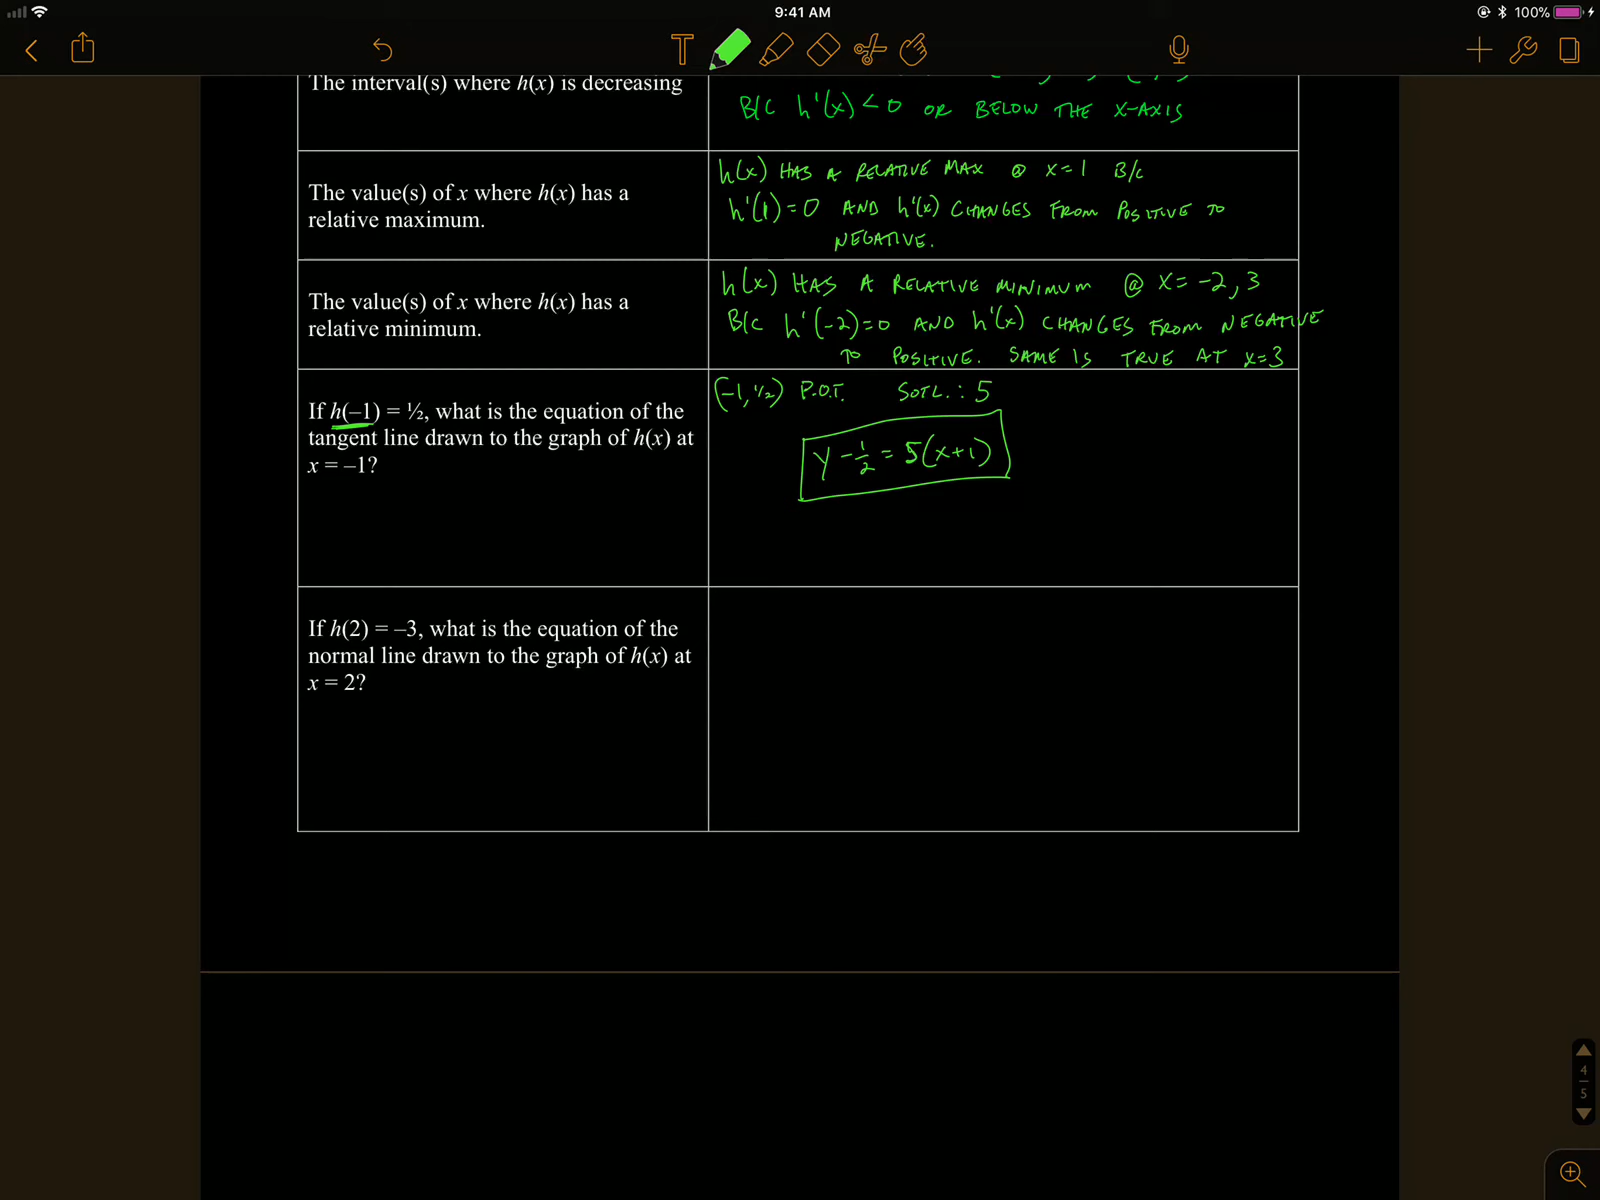 9:41 AM
100%
T
The interval(s) where h(x) is decreasing
B/C h'(x) < 0 OR BELOW THE X-AXIS
The value(s) of x where h(x) has a
relative maximum.
h(x) HAS A RELATIVE MAX @ x=1 B/C
h'(1)=0 AND h'(x) CHANGES FROM POSITIVE TO
NEGATIVE.
The value(s) of x where h(x) has a
relative minimum.
h(x) HAS A RELATIVE MINIMUM @ X= -2, 3
B/C h'(-2)=0 AND h'(x) CHANGES FROM NEGATIVE
TO POSITIVE. SAME IS TRUE AT x=3
If h(–1) = ½, what is the equation of the
tangent line drawn to the graph of h(x) at
x = –1?
(-1, 1/2) P.O.T. SOTL.: 5
y - 1/2 = 5(x+1)
If h(2) = –3, what is the equation of the
normal line drawn to the graph of h(x) at
x = 2?
4
5